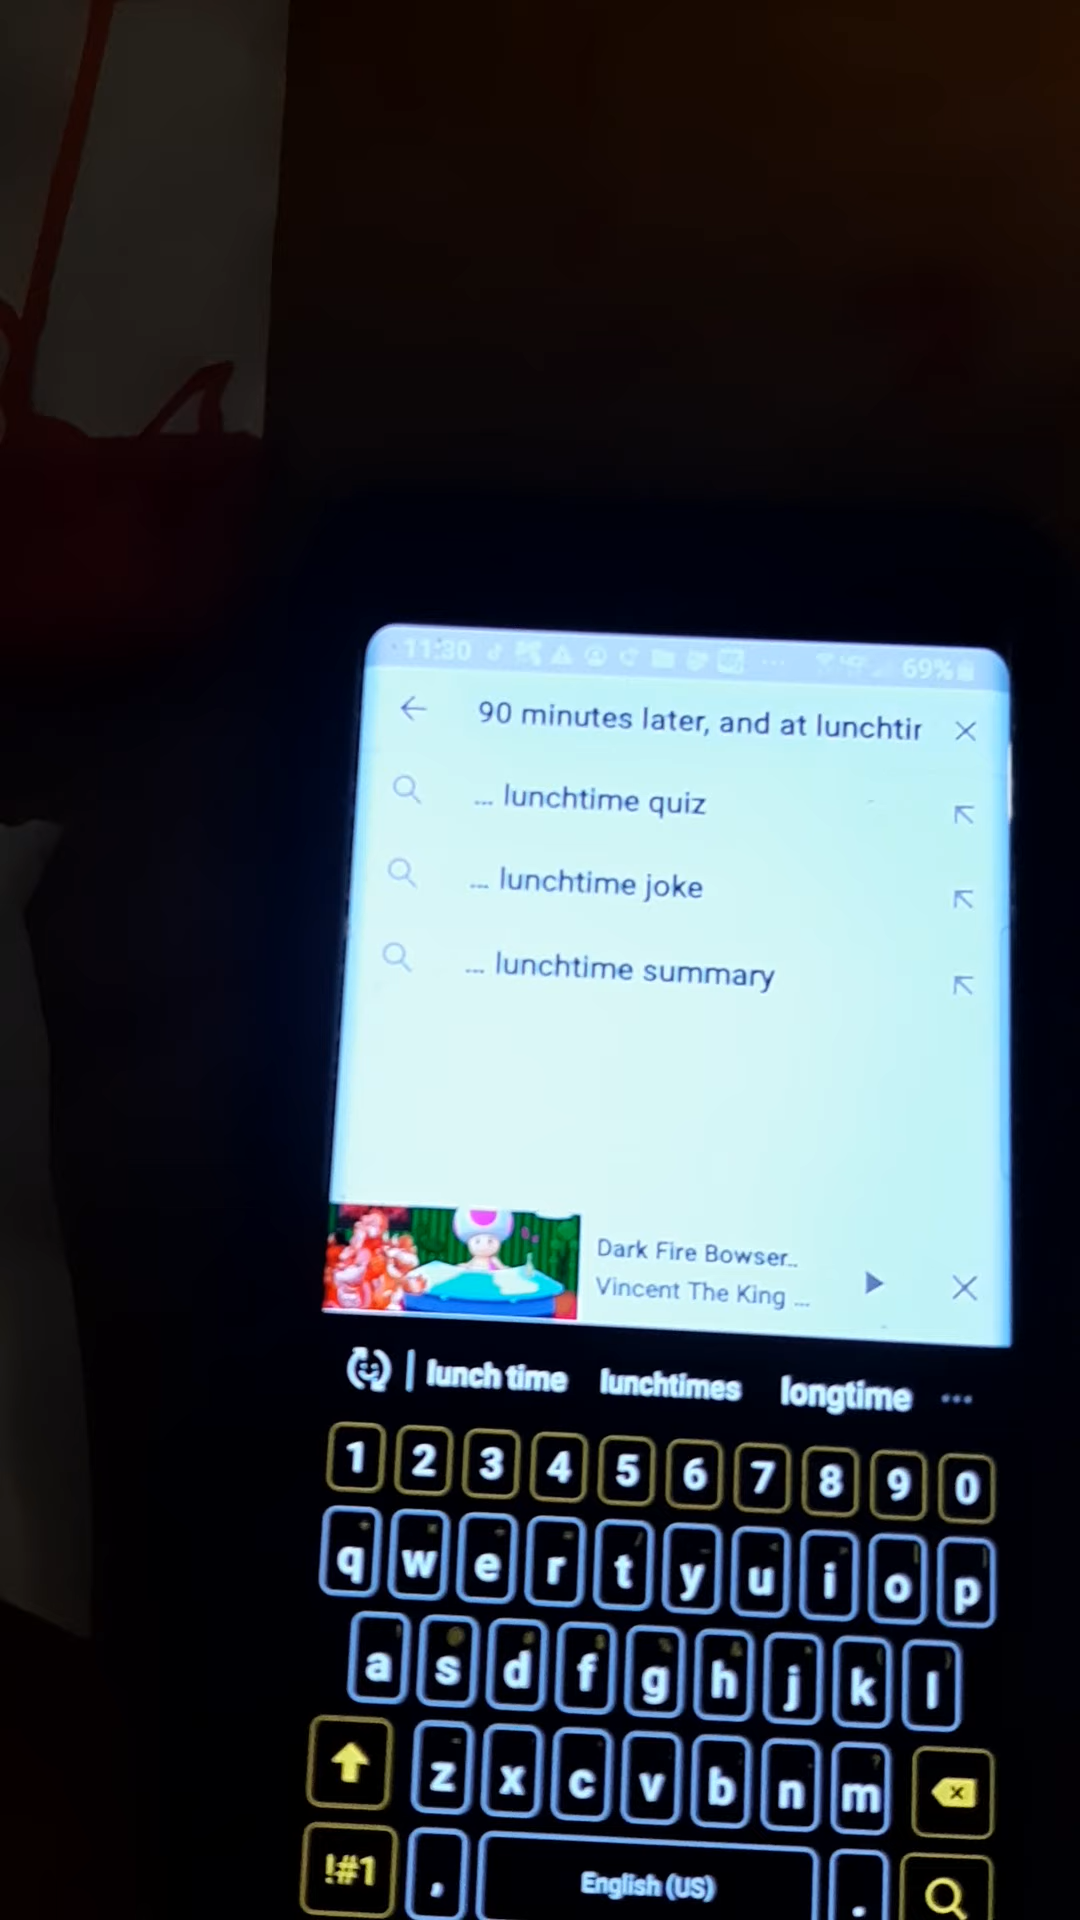 11:30 69%
90 minutes later, and at lunchtir
... lunchtime quiz
... lunchtime joke
... lunchtime summary
Dark Fire Bowser..
Vincent The King ...
lunch time lunchtimes longtime ...
1 2 3 4 5 6 7 8 9 0
q w e r t y u i o p
a s d f g h j k l
z x c v b n m
!#1 , English (US) .